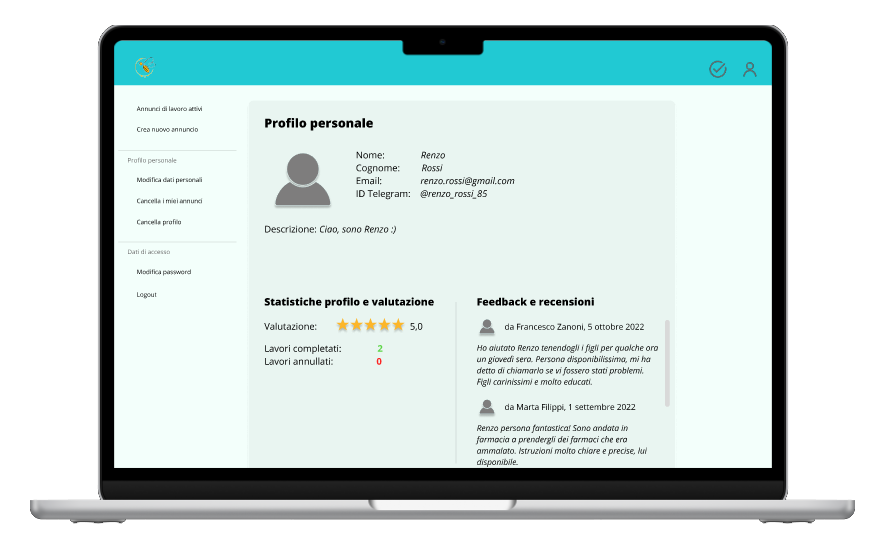 Annunci di lavoro attivi
Crea nuovo annuncio
Profilo personale
Modifica dati personali
Cancella i miei annunci
Cancella profilo
Dati di accesso
Modifica password
Logout
Profilo personale
Nome: Renzo
Cognome: Rossi
Email: renzo.rossi@gmail.com
ID Telegram: @renzo_rossi_85
Descrizione: Ciao, sono Renzo :)
Statistiche profilo e valutazione
Valutazione: 5,0
Lavori completati: 2
Lavori annullati: 0
Feedback e recensioni
da Francesco Zanoni, 5 ottobre 2022
Ho aiutato Renzo tenendogli i figli per qualche ora
un giovedì sera. Persona disponibilissima, mi ha
detto di chiamarlo se vi fossero stati problemi.
Figli carinissimi e molto educati.
da Marta Filippi, 1 settembre 2022
Renzo persona fantastica! Sono andata in
farmacia a prendergli dei farmaci che era
ammalato. Istruzioni molto chiare e precise, lui
disponibile.